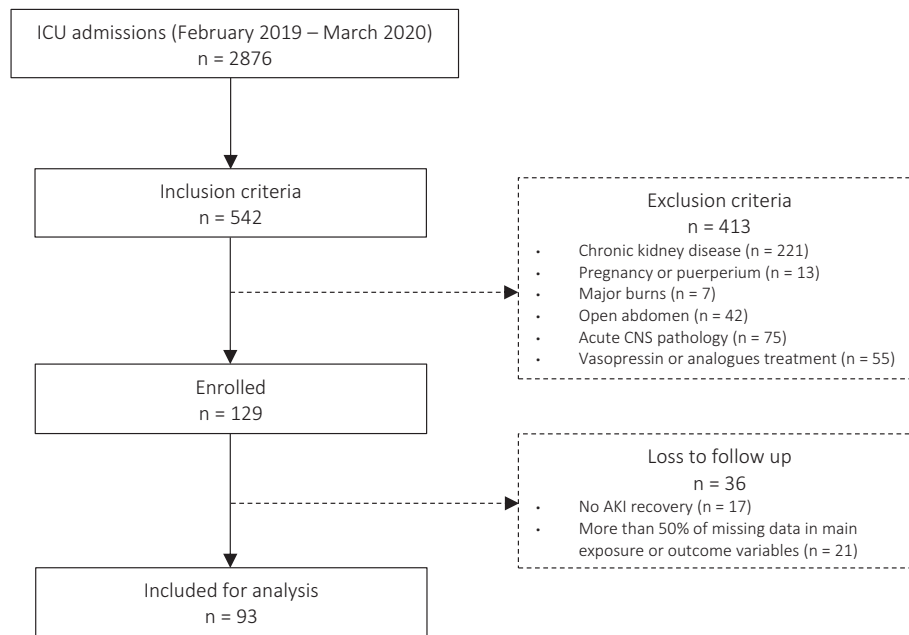 ICU admissions (February 2019 – March 2020)
n = 2876
Inclusion criteria
n = 542
Exclusion criteria
n = 413
· Chronic kidney disease (n = 221)
· Pregnancy or puerperium (n = 13)
· Major burns (n = 7)
· Open abdomen (n = 42)
· Acute CNS pathology (n = 75)
· Vasopressin or analogues treatment (n = 55)
Enrolled
n = 129
Loss to follow up
n = 36
· No AKI recovery (n = 17)
· More than 50% of missing data in main
exposure or outcome variables (n = 21)
Included for analysis
n = 93